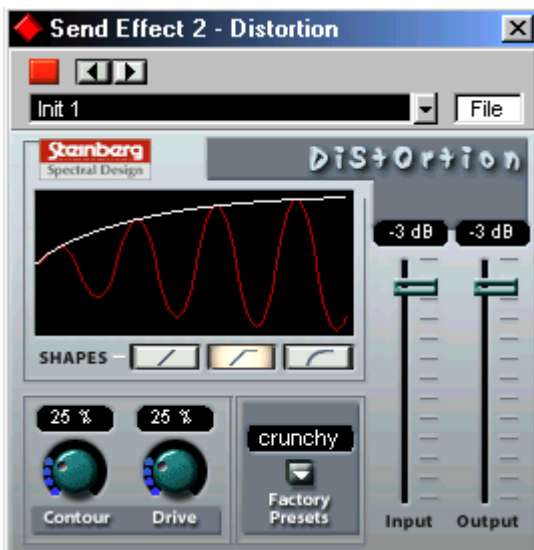 Send Effect 2 - Distortion
Init 1
File
Steinberg
Spectral Design
DiStOrtion
-3 dB -3 dB
SHAPES
25 % 25 %
crunchy
Contour Drive
Factory
Presets
Input Output